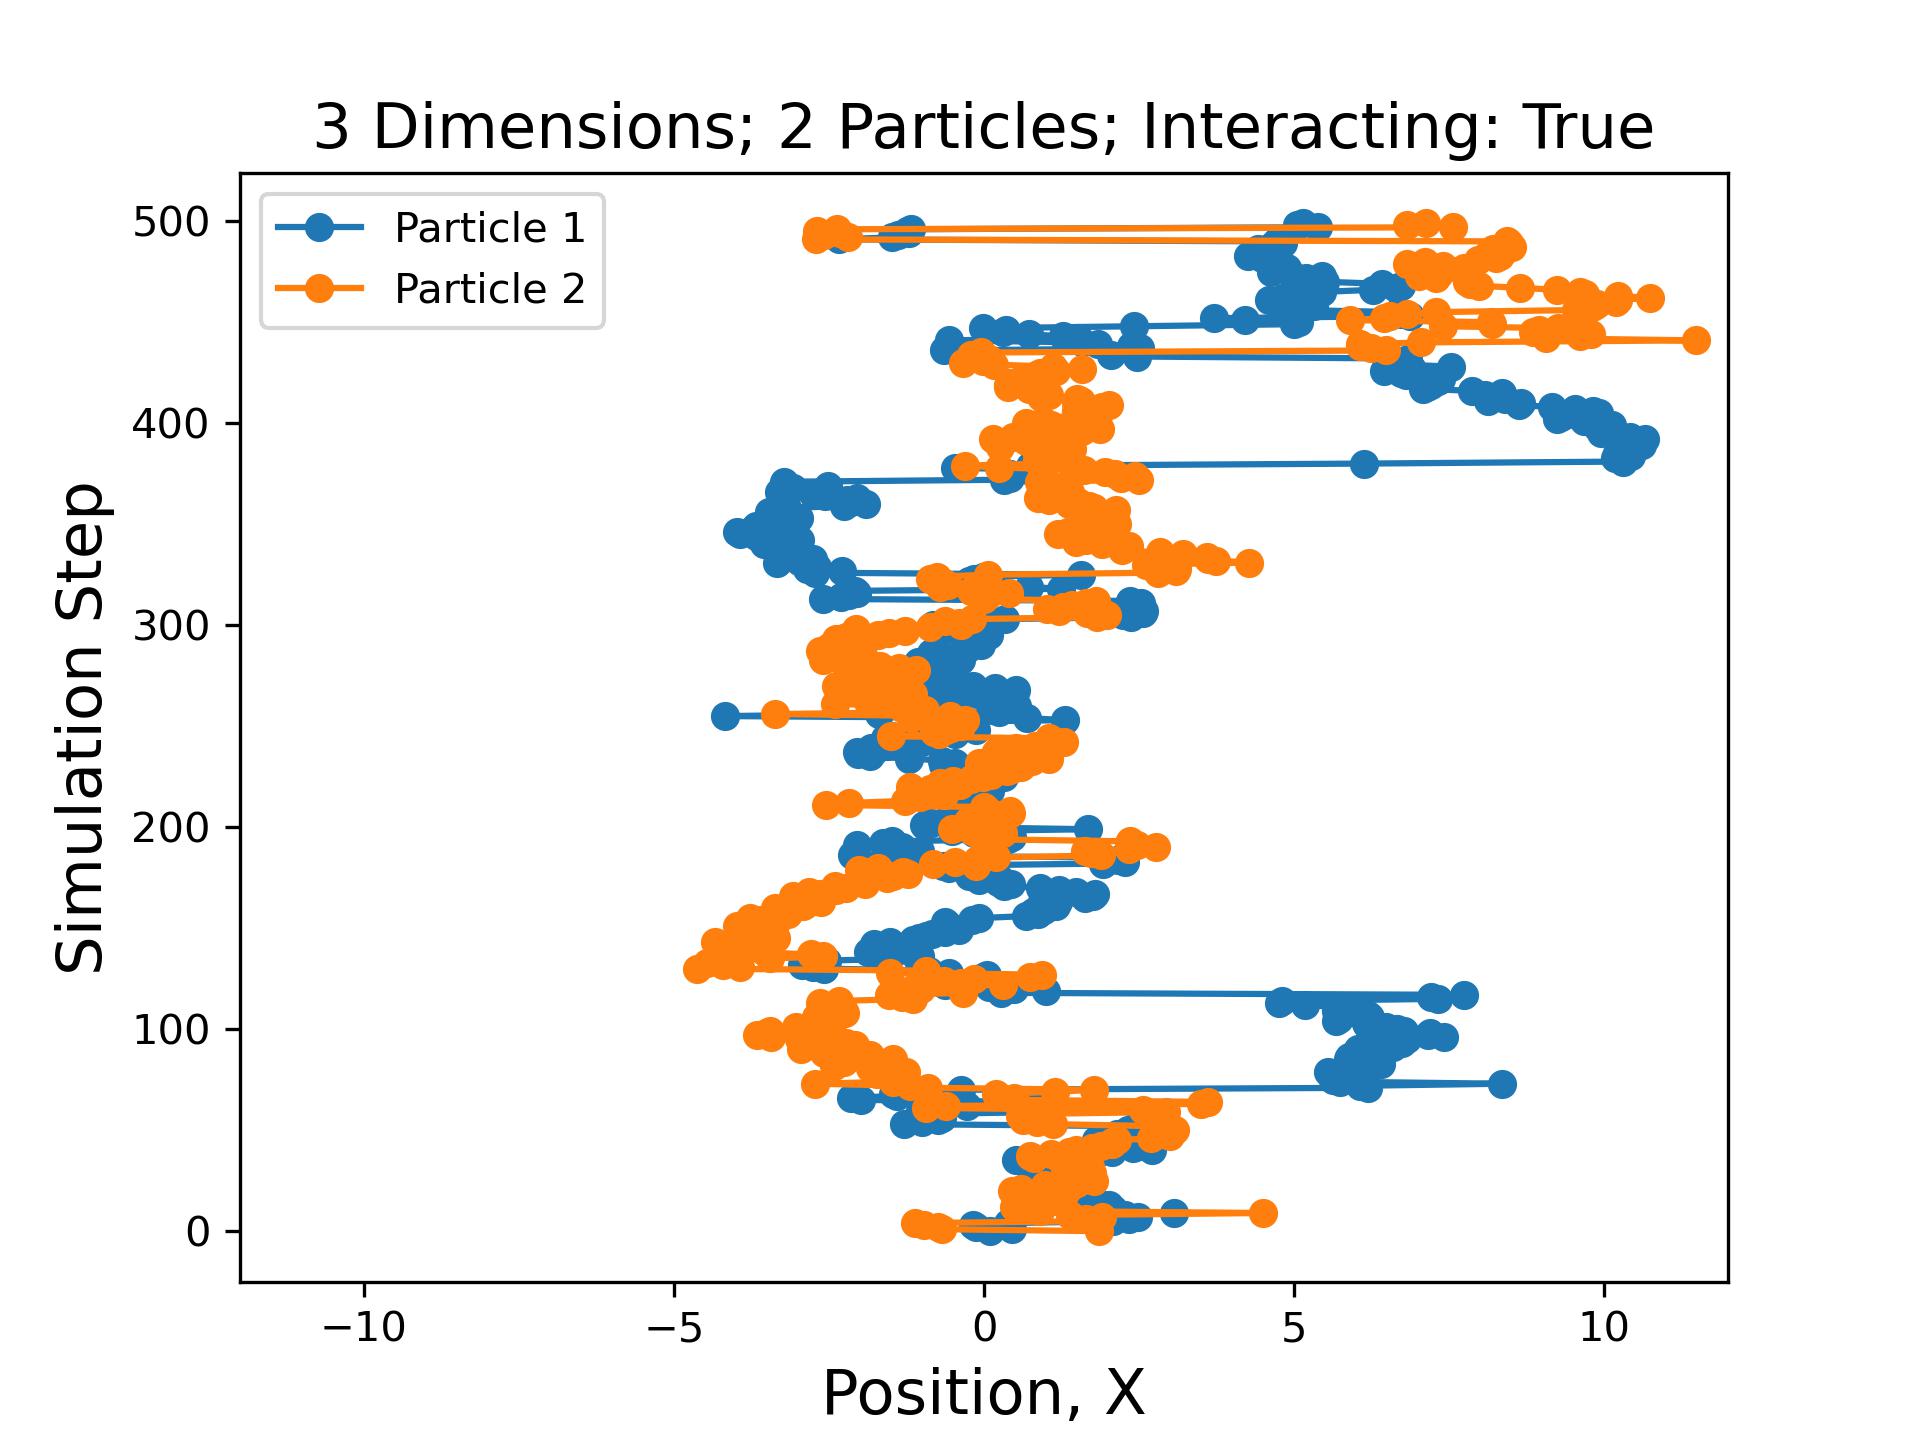 3 Dimensions; 2 Particles; Interacting: True
Particle 1
Particle 2
Simulation Step
500
400
300
200
100
0
−10
−5
0
5
10
Position, X